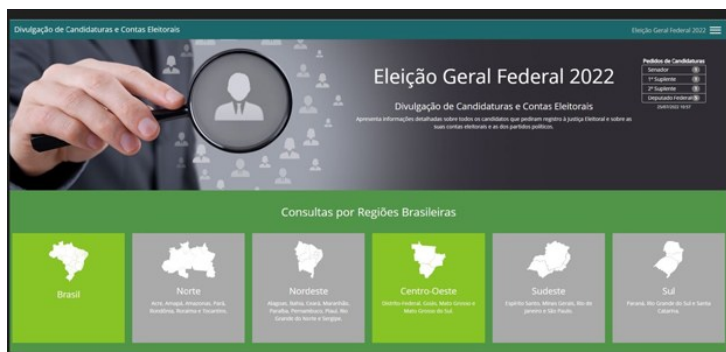 Divulgação de Candidaturas e Contas Eleitorais
Eleição Geral Federal 2022
Eleição Geral Federal 2022
Divulgação de Candidaturas e Contas Eleitorais
Apresenta informações detalhadas sobre todos os candidatos que pediram registro à Justiça Eleitoral e sobre as
suas contas eleitorais e as dos partidos políticos.
Pedidos de Candidaturas
Senador 1
1º Suplente 1
2º Suplente 1
Deputado Federal
Consultas por Regiões Brasileiras
Brasil
Norte
Acre, Amapá, Amazonas, Pará,
Rondônia, Roraima e Tocantins.
Nordeste
Alagoas, Bahia, Ceará, Maranhão,
Paraíba, Pernambuco, Piauí, Rio
Grande do Norte e Sergipe.
Centro-Oeste
Distrito Federal, Goiás, Mato Grosso e
Mato Grosso do Sul.
Sudeste
Espírito Santo, Minas Gerais, Rio de
Janeiro e São Paulo.
Sul
Paraná, Rio Grande do Sul e Santa
Catarina.